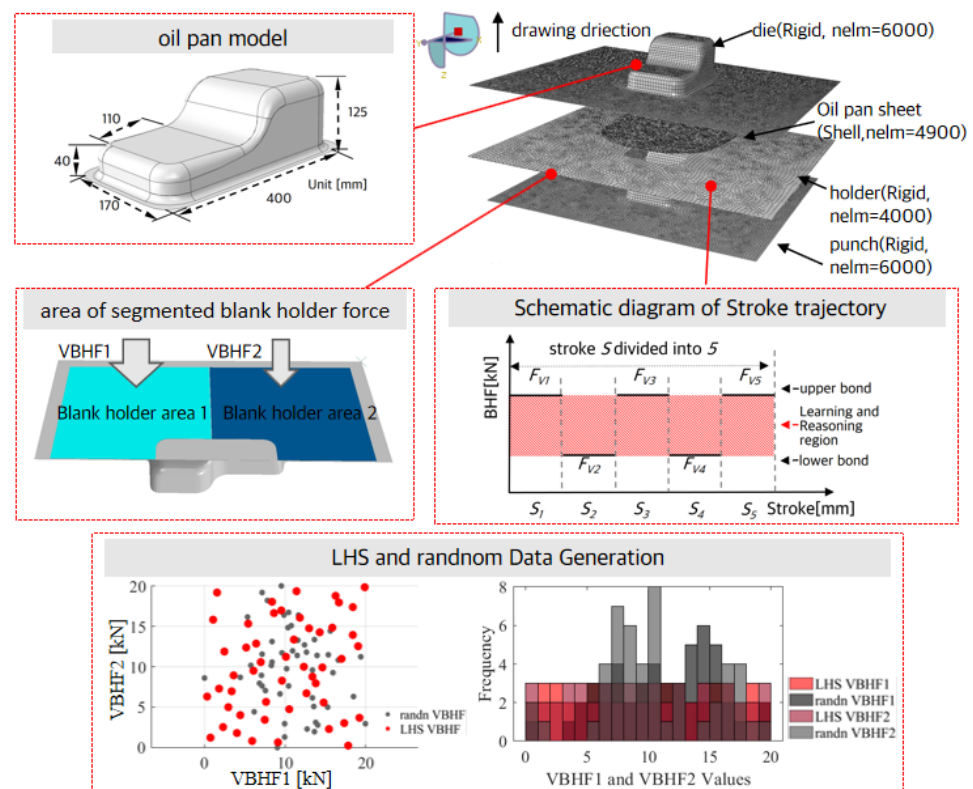 oil pan model
110
125
40
170
400
Unit [mm]
Y
X
Z
drawing driection
die(Rigid, nelm=6000)
Oil pan sheet
(Shell,nelm=4900)
holder(Rigid,
nelm=4000)
punch(Rigid,
nelm=6000)
area of segmented blank holder force
VBHF1
VBHF2
Blank holder area 1
Blank holder area 2
Schematic diagram of Stroke trajectory
BHF[kN]
stroke S divided into 5
FV1
FV3
FV5
FV2
FV4
upper bond
Learning and
Reasoning
region
lower bond
S1
S2
S3
S4
S5
Stroke[mm]
LHS and randnom Data Generation
VBHF2 [kN]
20
15
10
5
0
0
10
20
VBHF1 [kN]
randn VBHF
LHS VBHF
Frequency
8
6
4
2
0
0
5
10
15
20
VBHF1 and VBHF2 Values
LHS VBHF1
randn VBHF1
LHS VBHF2
randn VBHF2